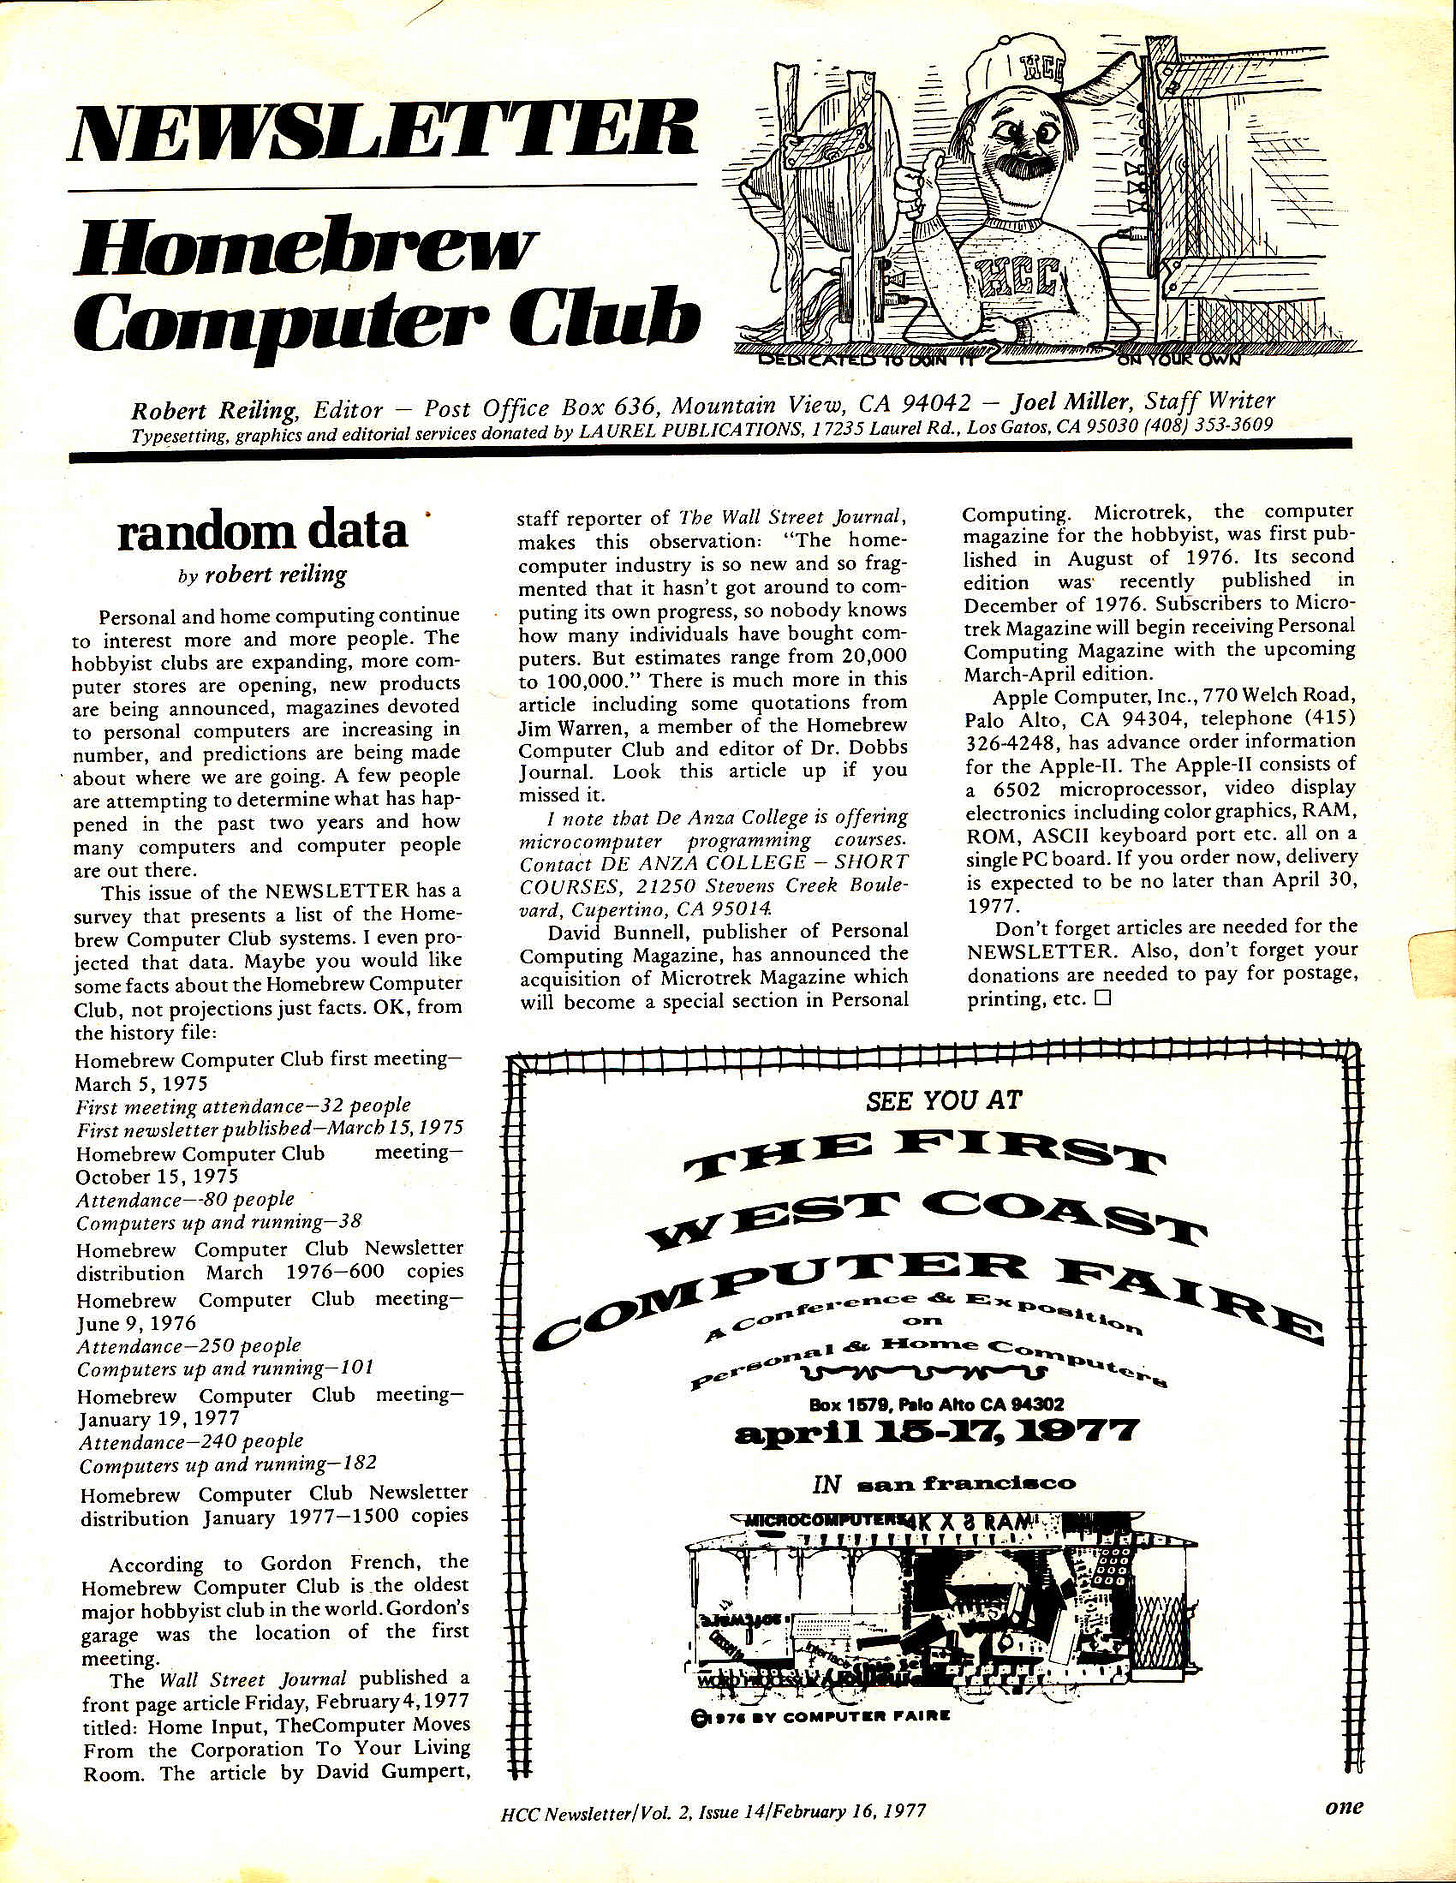 NEWSLETTER
Homebrew
Computer Club
HCC
HCC
DEDICATED TO DOIN IT ON YOUR OWN
Robert Reiling, Editor — Post Office Box 636, Mountain View, CA 94042 — Joel Miller, Staff Writer
Typesetting, graphics and editorial services donated by LAUREL PUBLICATIONS, 17235 Laurel Rd., Los Gatos, CA 95030 (408) 353-3609
random data
by robert reiling
Personal and home computing continue
to interest more and more people. The
hobbyist clubs are expanding, more com-
puter stores are opening, new products
are being announced, magazines devoted
to personal computers are increasing in
number, and predictions are being made
about where we are going. A few people
are attempting to determine what has hap-
pened in the past two years and how
many computers and computer people
are out there.
This issue of the NEWSLETTER has a
survey that presents a list of the Home-
brew Computer Club systems. I even pro-
jected that data. Maybe you would like
some facts about the Homebrew Computer
Club, not projections just facts. OK, from
the history file:
Homebrew Computer Club first meeting—
March 5, 1975
First meeting attendance—32 people
First newsletter published—March 15, 1975
Homebrew Computer Club meeting—
October 15, 1975
Attendance—-80 people
Computers up and running—38
Homebrew Computer Club Newsletter
distribution March 1976—600 copies
Homebrew Computer Club meeting—
June 9, 1976
Attendance—250 people
Computers up and running—101
Homebrew Computer Club meeting—
January 19, 1977
Attendance—240 people
Computers up and running—182
Homebrew Computer Club Newsletter
distribution January 1977—1500 copies
According to Gordon French, the
Homebrew Computer Club is the oldest
major hobbyist club in the world. Gordon's
garage was the location of the first
meeting.
The Wall Street Journal published a
front page article Friday, February 4, 1977
titled: Home Input, TheComputer Moves
From the Corporation To Your Living
Room. The article by David Gumpert,
staff reporter of The Wall Street Journal,
makes this observation: "The home-
computer industry is so new and so frag-
mented that it hasn't got around to com-
puting its own progress, so nobody knows
how many individuals have bought com-
puters. But estimates range from 20,000
to 100,000." There is much more in this
article including some quotations from
Jim Warren, a member of the Homebrew
Computer Club and editor of Dr. Dobbs
Journal. Look this article up if you
missed it.
I note that De Anza College is offering
microcomputer programming courses.
Contact DE ANZA COLLEGE — SHORT
COURSES, 21250 Stevens Creek Boule-
vard, Cupertino, CA 95014.
David Bunnell, publisher of Personal
Computing Magazine, has announced the
acquisition of Microtrek Magazine which
will become a special section in Personal
Computing. Microtrek, the computer
magazine for the hobbyist, was first pub-
lished in August of 1976. Its second
edition was recently published in
December of 1976. Subscribers to Micro-
trek Magazine will begin receiving Personal
Computing Magazine with the upcoming
March-April edition.
Apple Computer, Inc., 770 Welch Road,
Palo Alto, CA 94304, telephone (415)
326-4248, has advance order information
for the Apple-II. The Apple-II consists of
a 6502 microprocessor, video display
electronics including color graphics, RAM,
ROM, ASCII keyboard port etc. all on a
single PC board. If you order now, delivery
is expected to be no later than April 30,
1977.
Don't forget articles are needed for the
NEWSLETTER. Also, don't forget your
donations are needed to pay for postage,
printing, etc. □
SEE YOU AT
THE FIRST
WEST COAST
COMPUTER FAIRE
A Conference & Exposition
on
Personal & Home Computers
Box 1579, Palo Alto CA 94302
april 15-17, 1977
IN san francisco
MICROCOMPUTERS 4K X 8 RAM
software
interface
©1976 BY COMPUTER FAIRE
HCC Newsletter/Vol. 2, Issue 14/February 16, 1977
one